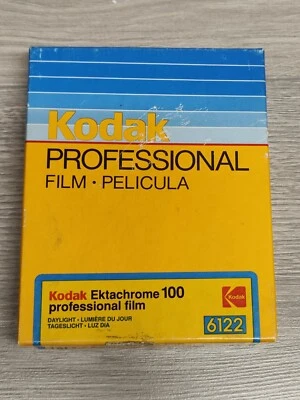 Kodak
PROFESSIONAL
FILM · PELICULA
Kodak Ektachrome 100
professional film
DAYLIGHT · LUMIÈRE DU JOUR
TAGESLICHT · LUZ DIA
Kodak
6122